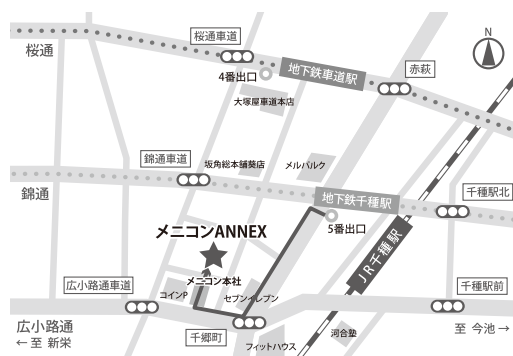 桜通車道
N
桜通
地下鉄車道駅
赤萩
4番出口
大塚屋車道本店
錦通車道
坂角総本舗葵店
メルパルク
錦通
地下鉄千種駅
千種駅北
5番出口
メニコンANNEX
JR千種駅
メニコン本社
広小路通車道
コインP
セブンイレブン
千種駅前
広小路通
← 至 新栄
千郷町
フィットハウス
河合塾
至 今池 →